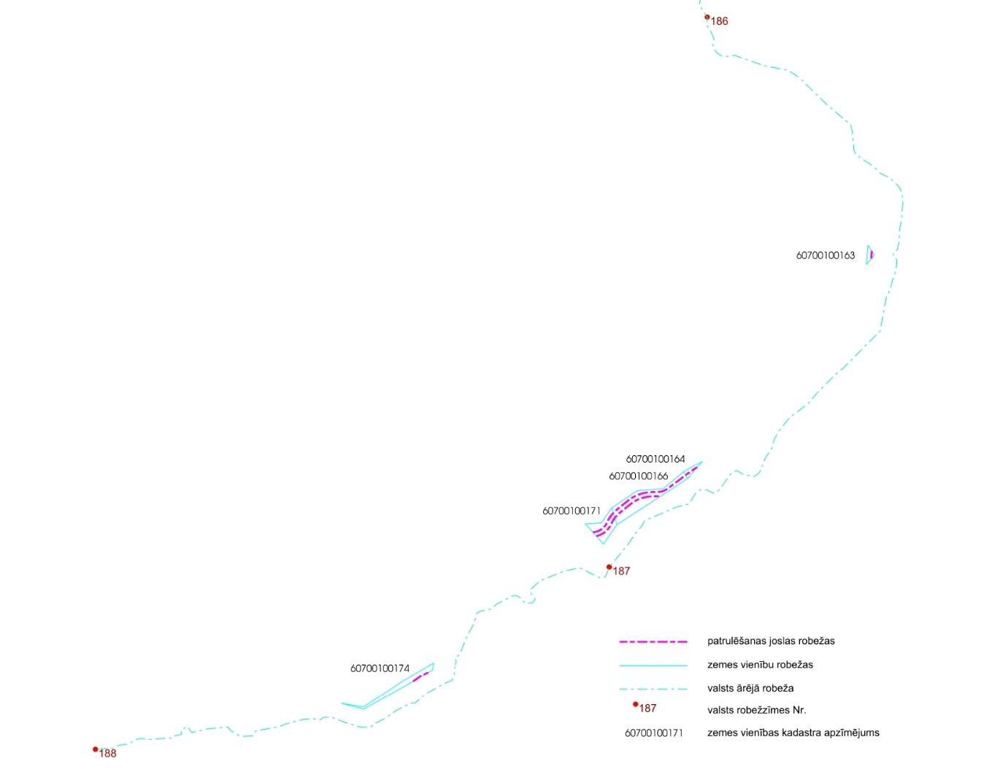 186
60700100163
60700100164
60700100166
60700100171
187
patrulēšanas joslas robežas
zemes vienību robežas
60700100174
valsts ārējā robeža
187 valsts robežzīmes Nr.
60700100171 zemes vienības kadastra apzīmējums
188